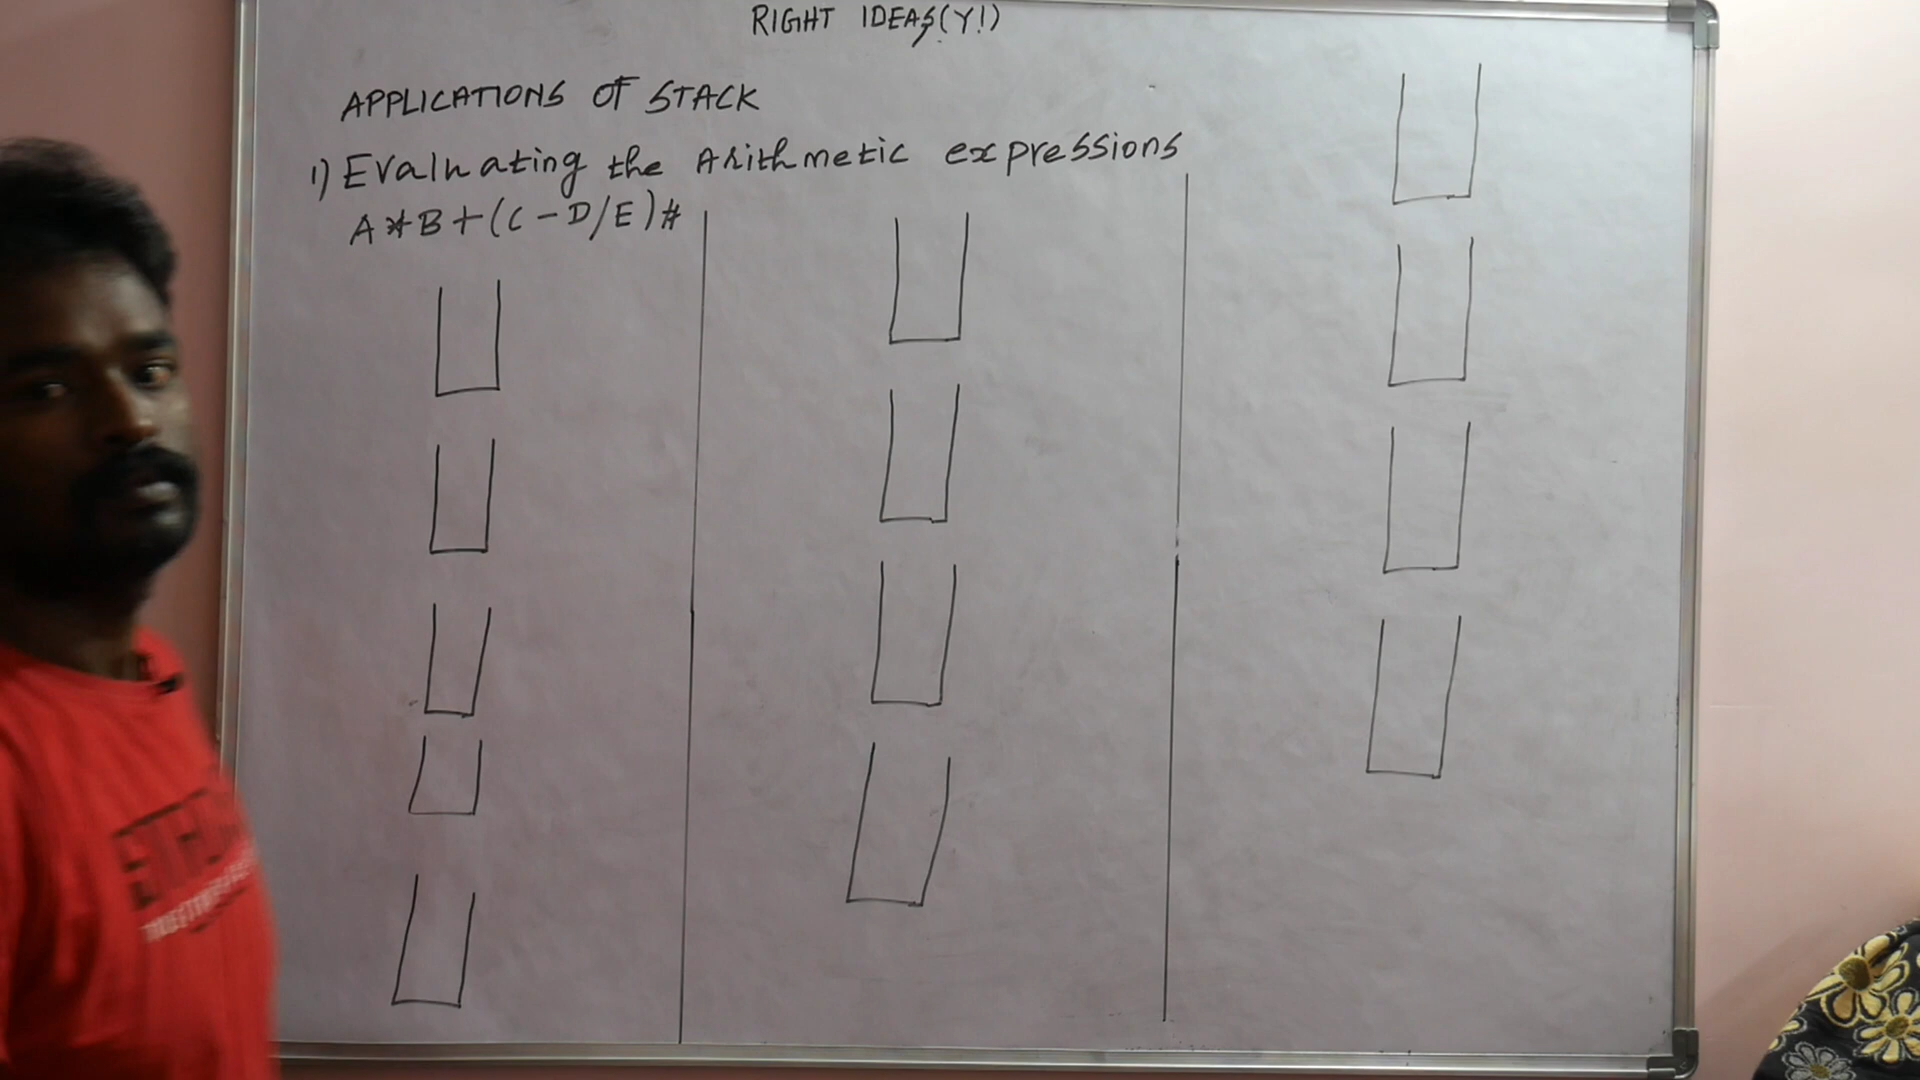 RIGHT IDEAS(Y!)
APPLICATIONS OF STACK
1) Evaluating the Arithmetic expressions
A*B+(C-D/E)#